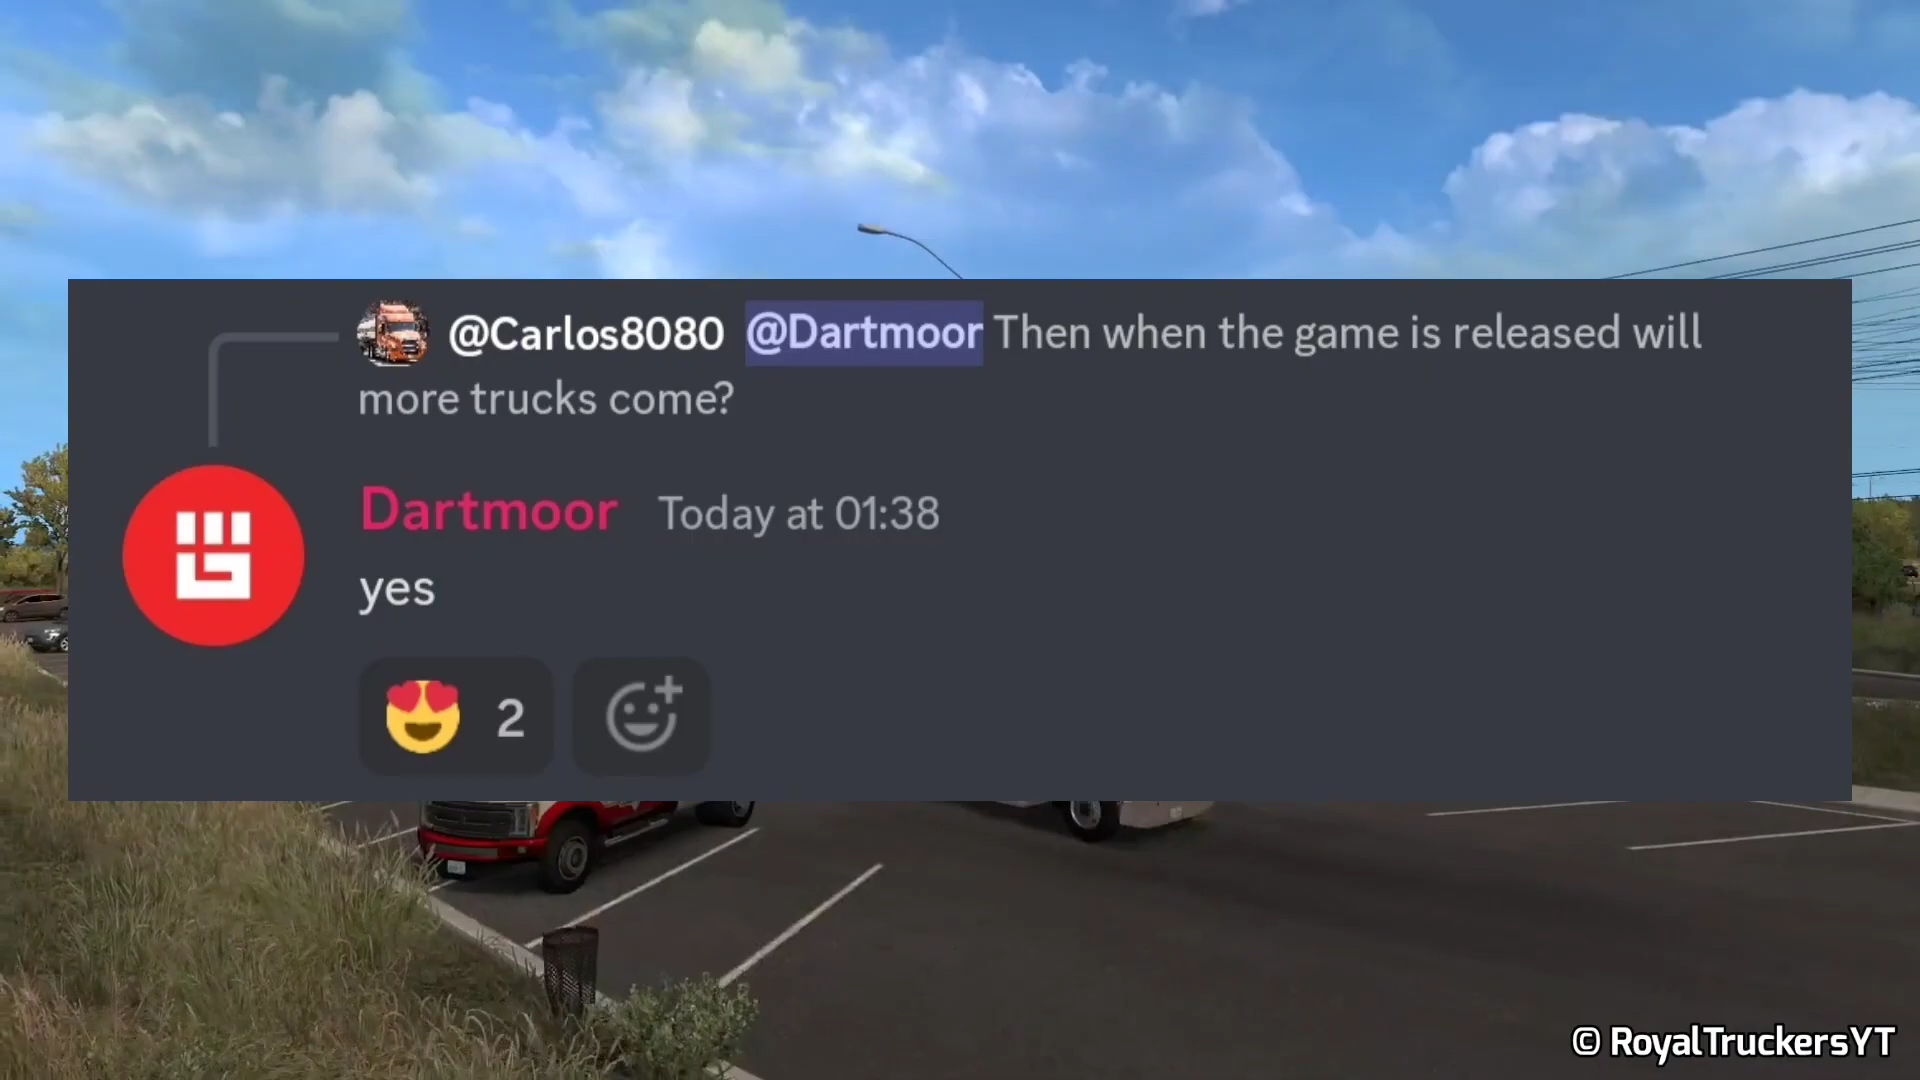 @Carlos8080 @Dartmoor Then when the game is released will
more trucks come?
Dartmoor Today at 01:38
yes
2
© RoyalTruckersYT